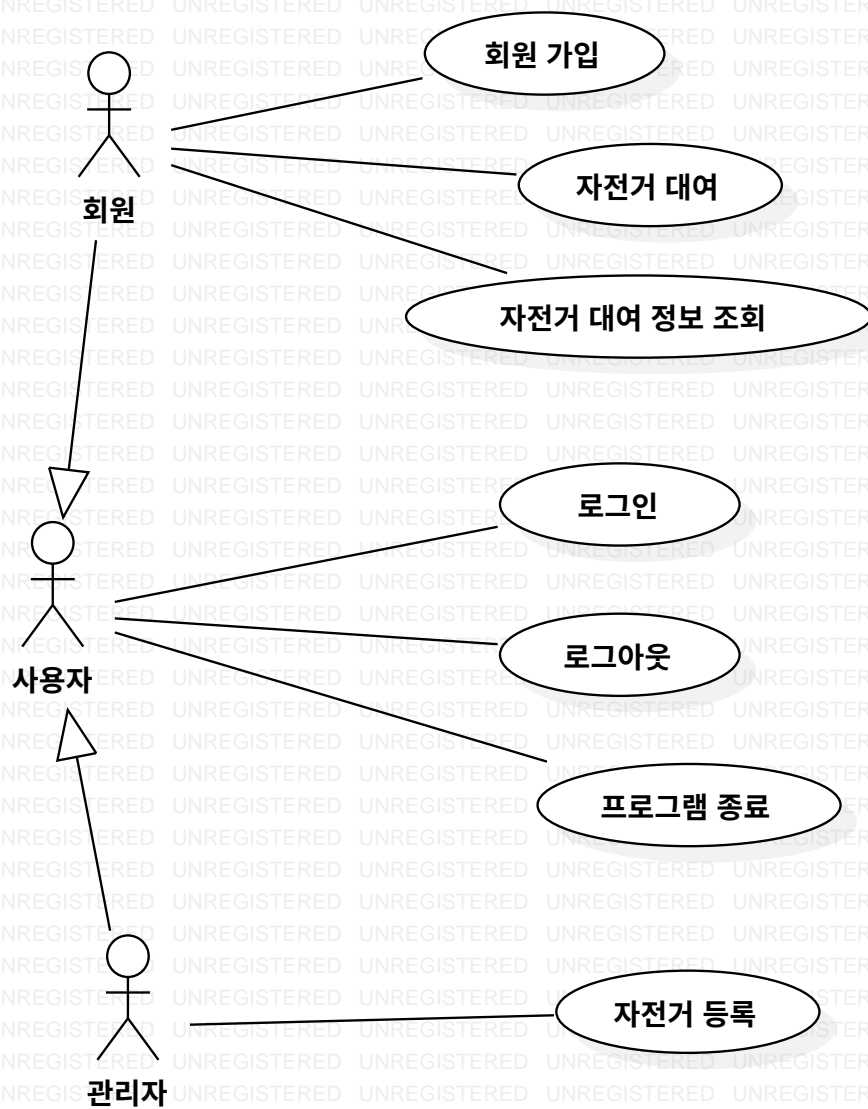 회원 가입
자전거 대여
회원
자전거 대여 정보 조회
로그인
로그아웃
사용자
프로그램 종료
자전거 등록
관리자
UNREGISTERED